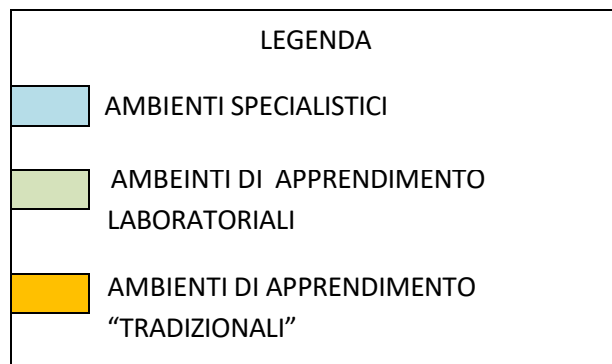 LEGENDA
AMBIENTI SPECIALISTICI
AMBEINTI DI APPRENDIMENTO
LABORATORIALI
AMBIENTI DI APPRENDIMENTO
“TRADIZIONALI”